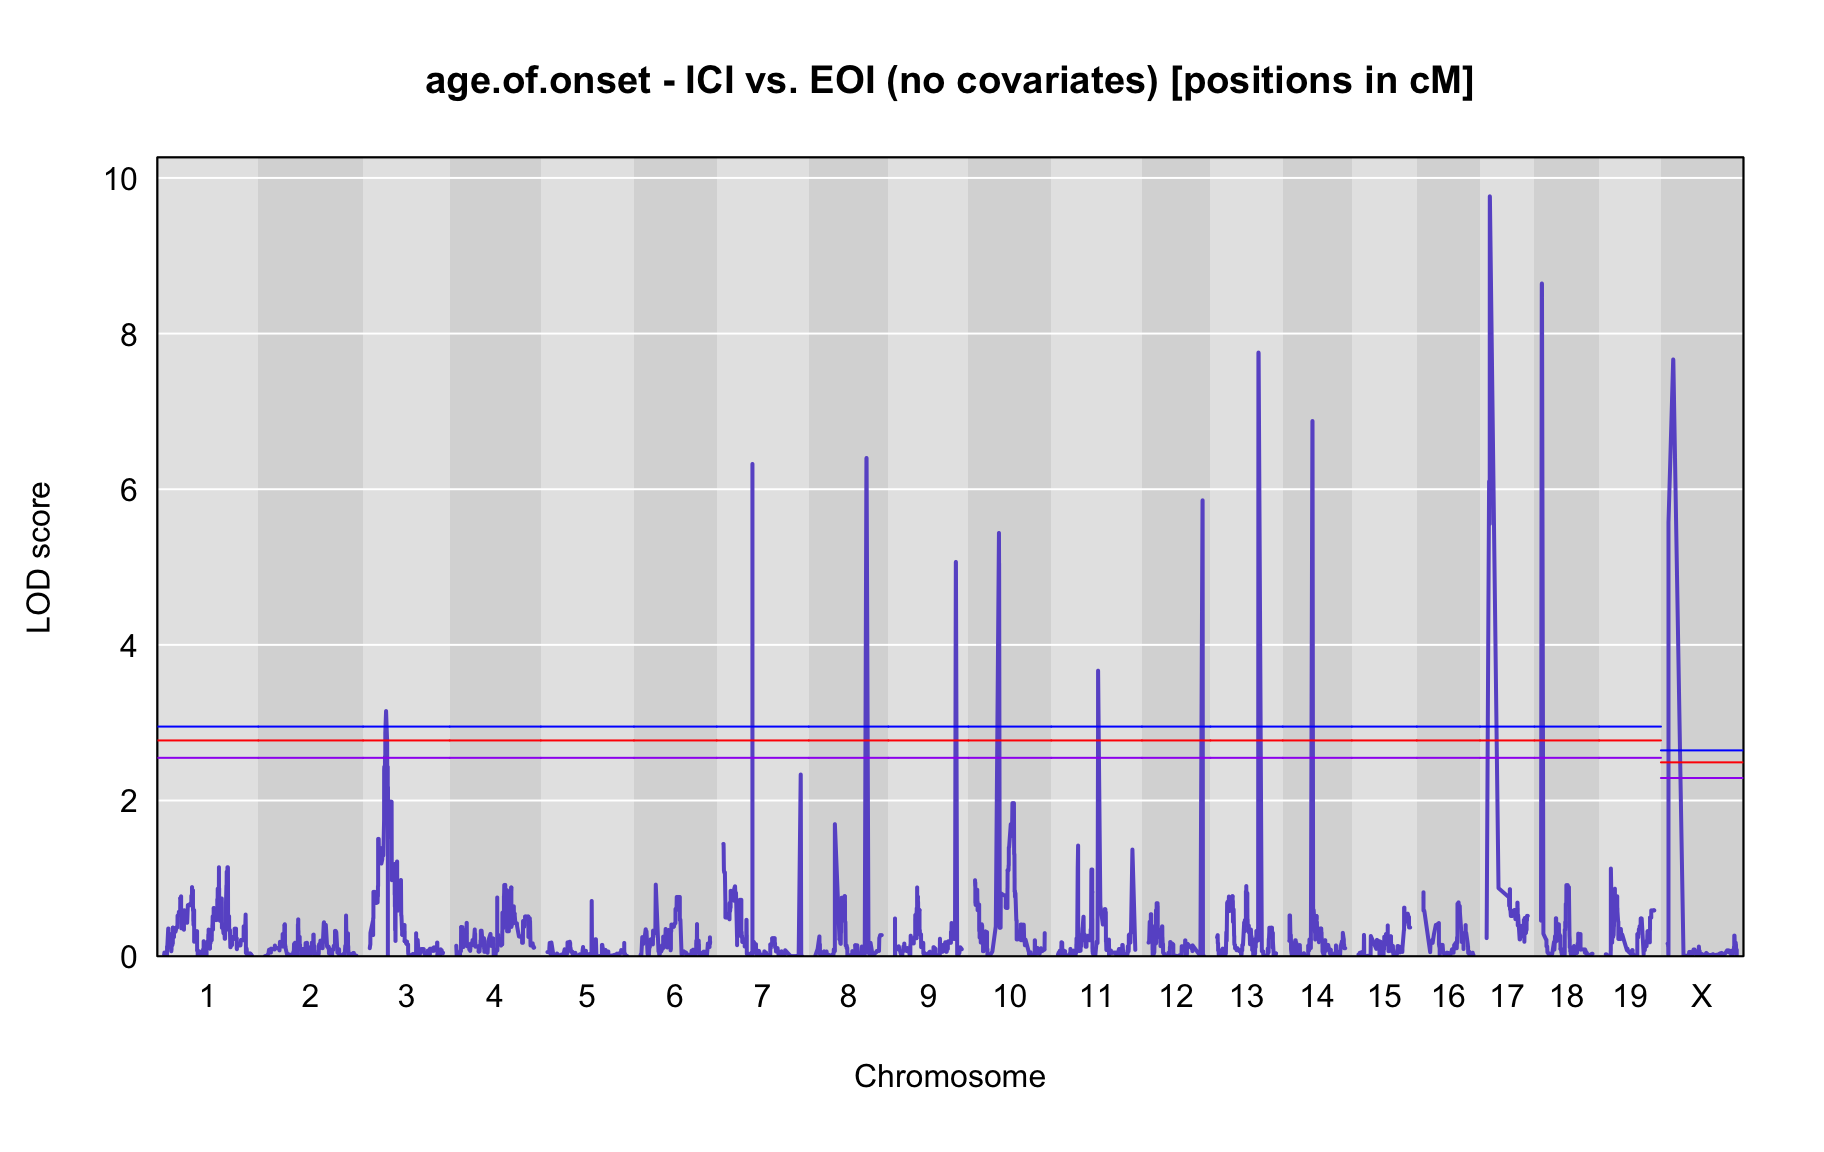 age.of.onset - ICI vs. EOI (no covariates) [positions in cM]
10
8
6
4
2
0
LOD score
1 2 3 4 5 6 7 8 9 10 11 12 13 14 15 16 17 18 19 X
Chromosome